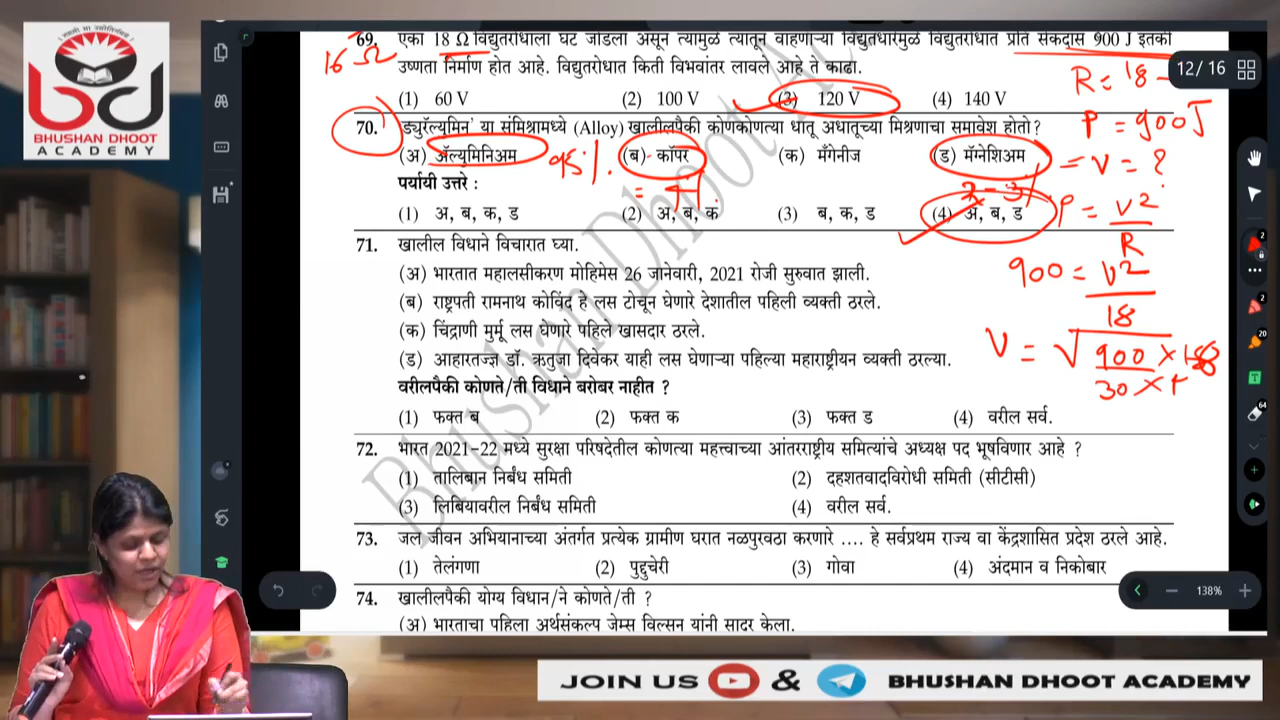 BHUSHAN DHOOT
ACADEMY
12 / 16
69. एका 18 Ω विद्युतरोधाला घट जोडला असून त्यामुळे त्यातून वाहणाऱ्या विद्युतधारेमुळे विद्युतरोधात प्रति सेकंदास 900 J इतकी
उष्णता निर्माण होत आहे. विद्युतरोधात किती विभवांतर लावले आहे ते काढा.
(1) 60 V (2) 100 V (3) 120 V (4) 140 V
70. ड्युरॅल्युमिन' या संमिश्रामध्ये (Alloy) खालीलपैकी कोणकोणत्या धातू अधातूच्या मिश्रणाचा समावेश होतो ?
(अ) ॲल्युमिनिअम (ब) कॉपर (क) मँगेनीज (ड) मॅग्नेशिअम
पर्यायी उत्तरे :
(1) अ, ब, क, ड (2) अ, ब, क (3) ब, क, ड (4) अ, ब, ड
71. खालील विधाने विचारात घ्या.
(अ) भारतात महालसीकरण मोहिमेस 26 जानेवारी, 2021 रोजी सुरुवात झाली.
(ब) राष्ट्रपती रामनाथ कोविंद हे लस टोचून घेणारे देशातील पहिली व्यक्ती ठरले.
(क) चिंद्राणी मुर्मू लस घेणारे पहिले खासदार ठरले.
(ड) आहारतज्ज्ञ डॉ. ऋतुजा दिवेकर याही लस घेणाऱ्या पहिल्या महाराष्ट्रीयन व्यक्ती ठरल्या.
वरीलपैकी कोणते/ती विधाने बरोबर नाहीत ?
(1) फक्त ब (2) फक्त क (3) फक्त ड (4) वरील सर्व.
72. भारत 2021-22 मध्ये सुरक्षा परिषदेतील कोणत्या महत्त्वाच्या आंतरराष्ट्रीय समित्यांचे अध्यक्ष पद भूषविणार आहे ?
(1) तालिबान निर्बंध समिती (2) दहशतवादविरोधी समिती (सीटीसी)
(3) लिबियावरील निर्बंध समिती (4) वरील सर्व.
73. जल जीवन अभियानाच्या अंतर्गत प्रत्येक ग्रामीण घरात नळपुरवठा करणारे .... हे सर्वप्रथम राज्य वा केंद्रशासित प्रदेश ठरले आहे.
(1) तेलंगणा (2) पुद्दुचेरी (3) गोवा (4) अंदमान व निकोबार
74. खालीलपैकी योग्य विधान/ने कोणते/ती ?
(अ) भारताचा पहिला अर्थसंकल्प जेम्स विल्सन यांनी सादर केला.
R = 18
P = 900 J
= V = ?
P = V2
R
900 = V2
18
V = √ 900 ×
30 ×
95%
138%
Bhushan Dhoot A
JOIN US & BHUSHAN DHOOT ACADEMY